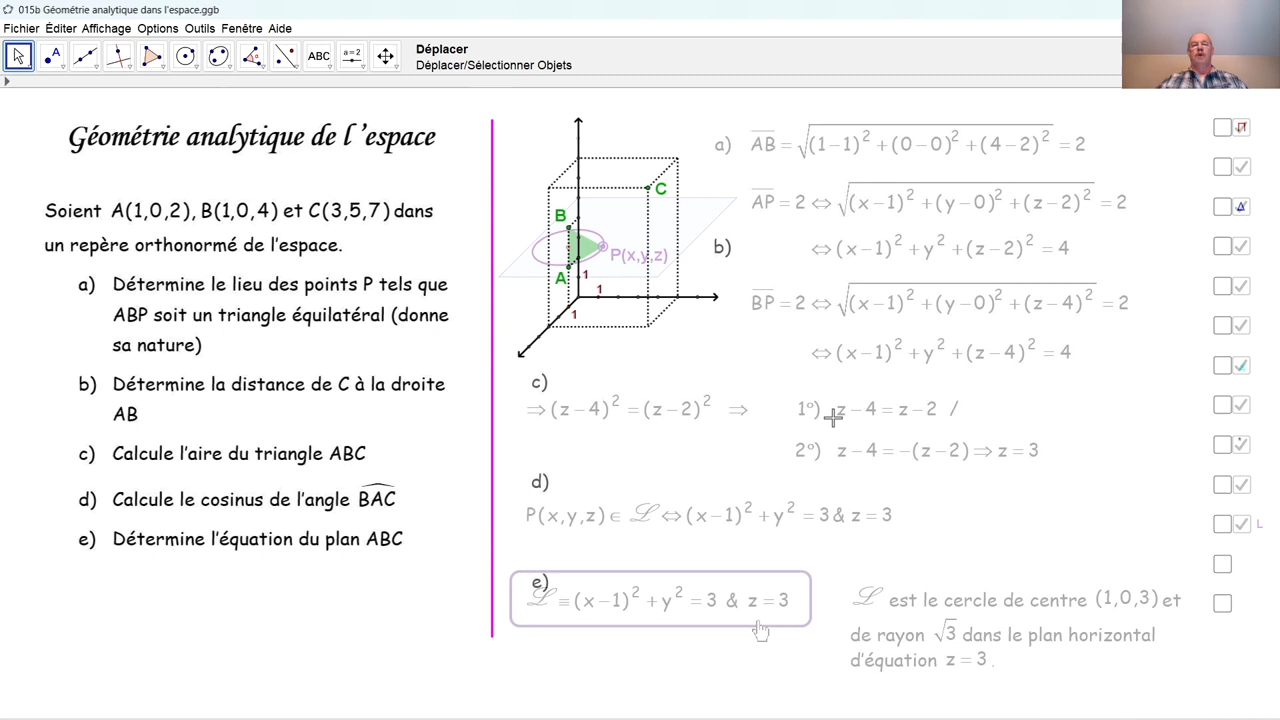 015b Géométrie analytique dans l'espace.ggb
Fichier Éditer Affichage Options Outils Fenêtre Aide
A ABC a=2
Déplacer
Déplacer/Sélectionner Objets
Géométrie analytique de l'espace
Soient A(1,0,2), B(1,0,4) et C(3,5,7) dans
un repère orthonormé de l'espace.
a) Détermine le lieu des points P tels que
ABP soit un triangle équilatéral (donne
sa nature)
b) Détermine la distance de C à la droite
AB
c) Calcule l'aire du triangle ABC
d) Calcule le cosinus de l'angle BAC
e) Détermine l'équation du plan ABC
C
B
P(x,y,z)
A
1
1
1
a) AB = √((1−1)² + (0−0)² + (4−2)²) = 2
AP = 2 ⇔ √((x−1)² + (y−0)² + (z−2)²) = 2
b) ⇔ (x−1)² + y² + (z−2)² = 4
BP = 2 ⇔ √((x−1)² + (y−0)² + (z−4)²) = 2
⇔ (x−1)² + y² + (z−4)² = 4
c)
⇒ (z−4)² = (z−2)² ⇒ 1°) z−4 = z−2 /
2°) z−4 = −(z−2) ⇒ z = 3
d)
P(x,y,z) ∈ ℒ ⇔ (x−1)² + y² = 3 & z = 3
e)
ℒ ≡ (x−1)² + y² = 3 & z = 3
ℒ est le cercle de centre (1,0,3) et
de rayon √3 dans le plan horizontal
d'équation z = 3 .
L